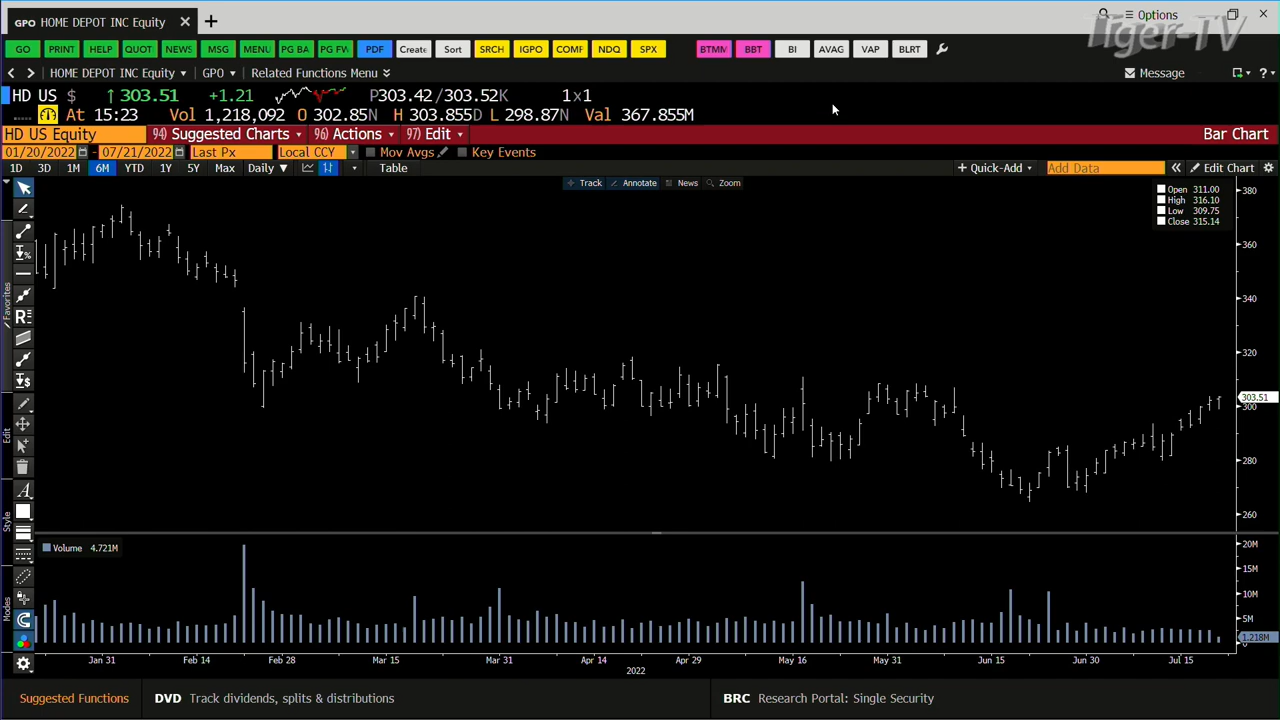 GPO HOME DEPOT INC Equity
Options
Tiger-TV
GO PRINT HELP QUOT NEWS MSG MENU PG BA PG FW PDF Create Sort SRCH IGPO COMF NDQ SPX BTMM BBT BI AVAG VAP BLRT
HOME DEPOT INC Equity GPO Related Functions Menu Message ?
HD US $ ↑ 303.51 +1.21 P303.42/303.52K 1x1
At 15:23 Vol 1,218,092 O 302.85N H 303.855D L 298.87N Val 367.855M
HD US Equity 94) Suggested Charts 96) Actions 97) Edit Bar Chart
01/20/2022 - 07/21/2022 Last Px Local CCY Mov Avgs Key Events
1D 3D 1M 6M YTD 1Y 5Y Max Daily Table + Quick-Add Add Data Edit Chart
Track Annotate News Zoom
Open 311.00
High 316.10
Low 309.75
Close 315.14
380
360
340
320
303.51
300
280
260
Favorites
Edit
Style
Modes
Volume 4.721M
20M
15M
10M
5M
1.218M
0
Jan 31 Feb 14 Feb 28 Mar 15 Mar 31 Apr 14 Apr 29 May 16 May 31 Jun 15 Jun 30 Jul 15
2022
Suggested Functions DVD Track dividends, splits & distributions BRC Research Portal: Single Security